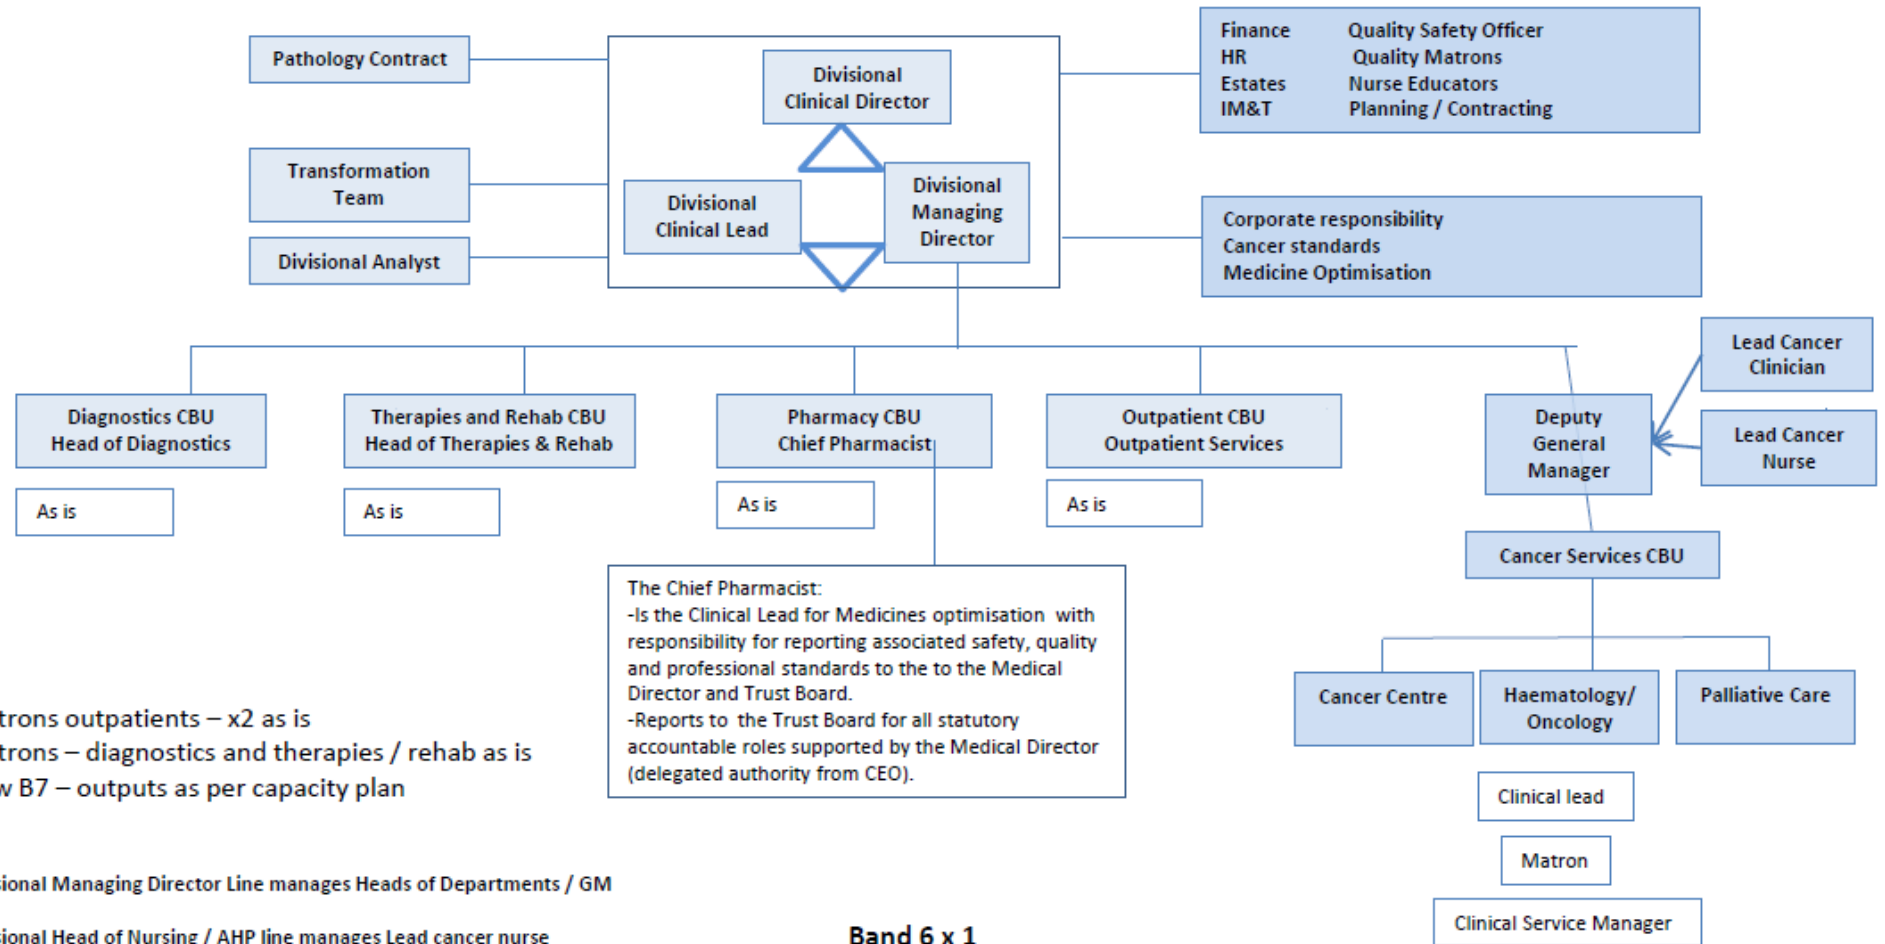 Pathology Contract
Transformation
Team
Divisional Analyst
Divisional
Clinical Director
Divisional
Clinical Lead
Divisional
Managing
Director
Finance Quality Safety Officer
HR Quality Matrons
Estates Nurse Educators
IM&T Planning / Contracting
Corporate responsibility
Cancer standards
Medicine Optimisation
Diagnostics CBU
Head of Diagnostics
As is
Therapies and Rehab CBU
Head of Therapies & Rehab
As is
Pharmacy CBU
Chief Pharmacist
As is
Outpatient CBU
Outpatient Services
As is
Deputy
General
Manager
Lead Cancer
Clinician
Lead Cancer
Nurse
Cancer Services CBU
The Chief Pharmacist:
-Is the Clinical Lead for Medicines optimisation with
responsibility for reporting associated safety, quality
and professional standards to the to the Medical
Director and Trust Board.
-Reports to the Trust Board for all statutory
accountable roles supported by the Medical Director
(delegated authority from CEO).
Cancer Centre
Haematology/
Oncology
Palliative Care
Clinical lead
Matron
Clinical Service Manager
trons outpatients – x2 as is
trons – diagnostics and therapies / rehab as is
w B7 – outputs as per capacity plan
sional Managing Director Line manages Heads of Departments / GM
sional Head of Nursing / AHP line manages Lead cancer nurse
Band 6 x 1